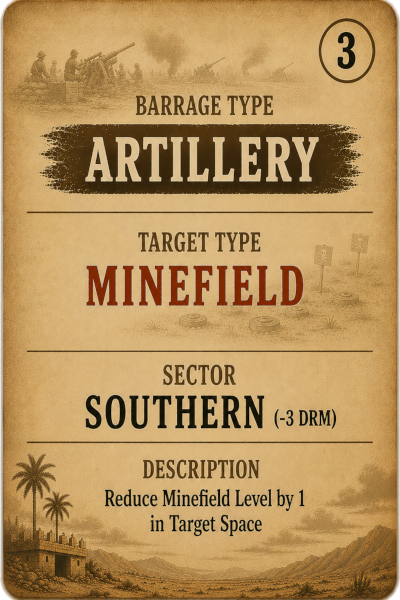 3
BARRAGE TYPE
ARTILLERY
TARGET TYPE
MINEFIELD
SECTOR
SOUTHERN (-3 DRM)
DESCRIPTION
Reduce Minefield Level by 1
in Target Space